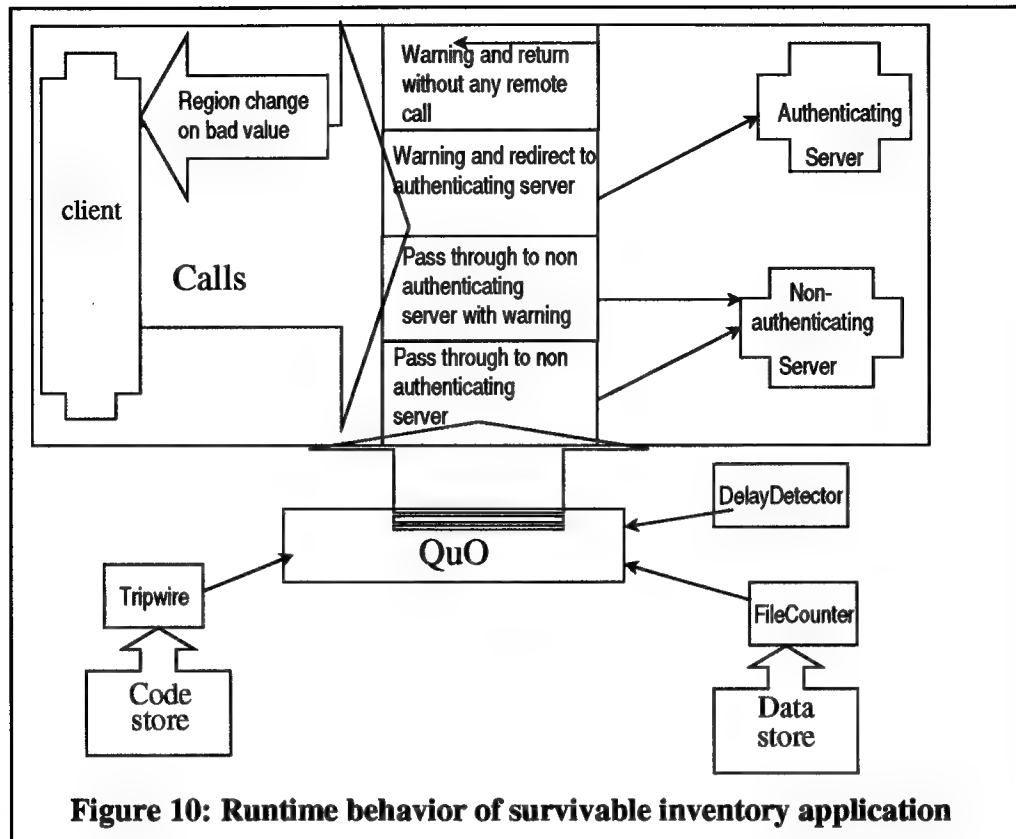 Warning and return
without any remote
call
Region change
on bad value
Authenticating
Server
Warning and redirect to
authenticating server
client
Calls
Pass through to non
authenticating
server with warning
Non-
authenticating
Server
Pass through to non
authenticating
server
DelayDetector
QuO
Tripwire
FileCounter
Code
store
Data
store
Figure 10: Runtime behavior of survivable inventory application